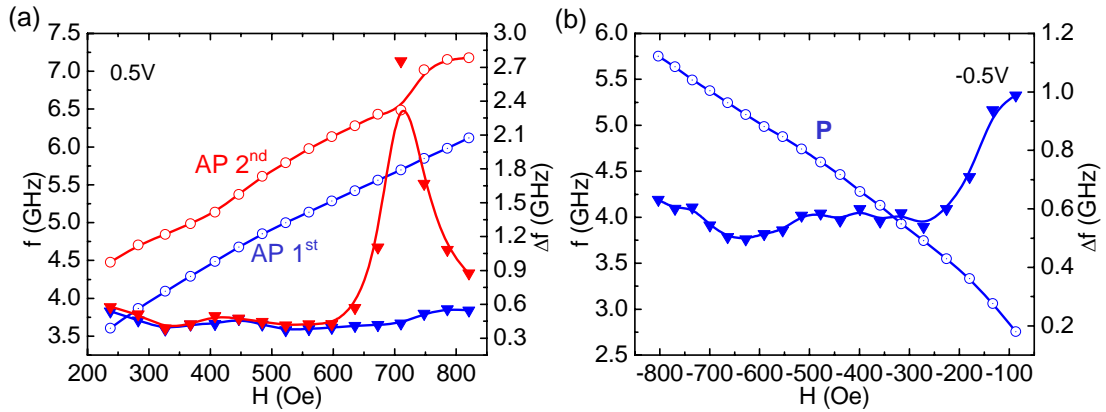 (a)
7.5
7.0
6.5
6.0
5.5
5.0
4.5
4.0
3.5
f (GHz)
0.5V
AP 2nd
AP 1st
3.0
2.7
2.4
2.1
1.8
1.5
1.2
0.9
0.6
0.3
Δf (GHz)
200 300 400 500 600 700 800
H (Oe)
(b)
6.0
5.5
5.0
4.5
4.0
3.5
3.0
2.5
f (GHz)
-0.5V
P
1.2
1.0
0.8
0.6
0.4
0.2
Δf (GHz)
-800 -700 -600 -500 -400 -300 -200 -100
H (Oe)